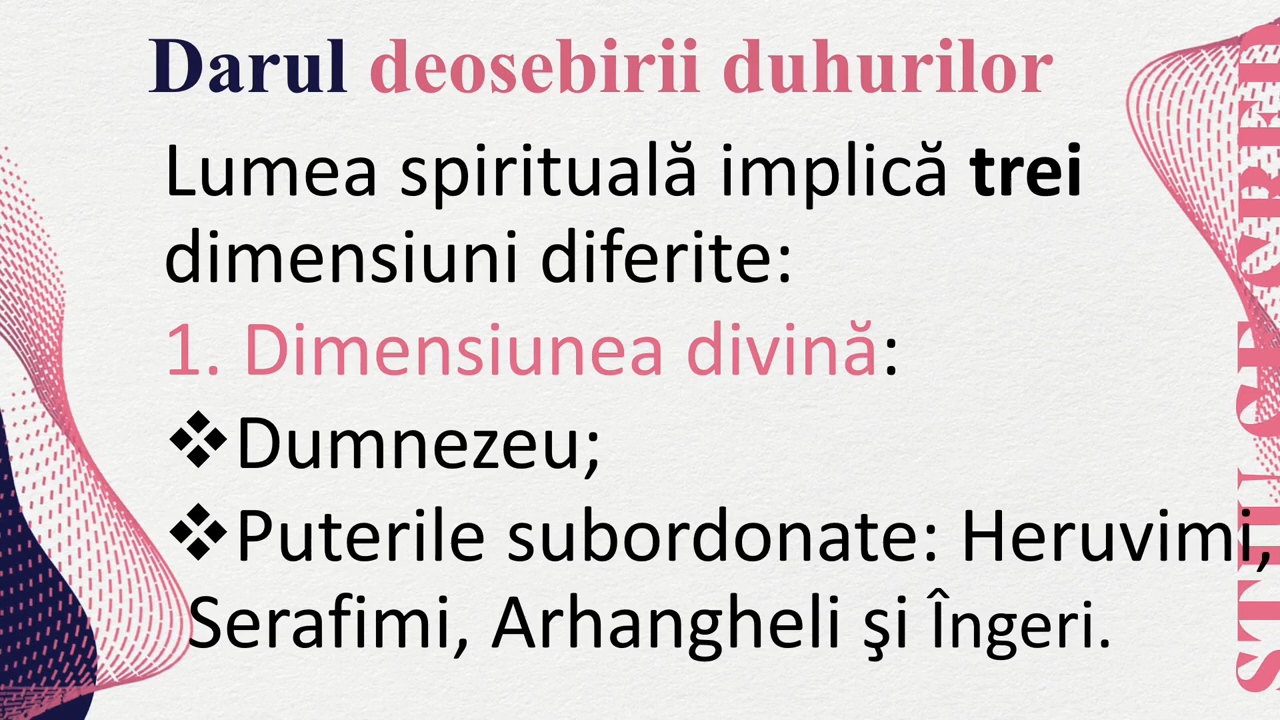 Darul deosebirii duhurilor
Lumea spirituală implică trei
dimensiuni diferite:
1. Dimensiunea divină:
❖Dumnezeu;
❖Puterile subordonate: Heruvimi,
Serafimi, Arhangheli şi Îngeri.